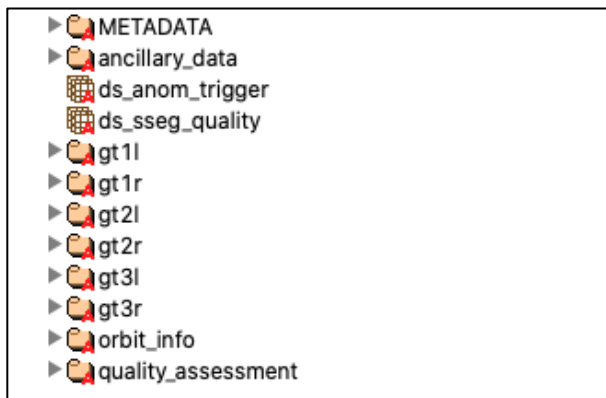 METADATA
ancillary_data
ds_anom_trigger
ds_sseg_quality
gt1l
gt1r
gt2l
gt2r
gt3l
gt3r
orbit_info
quality_assessment